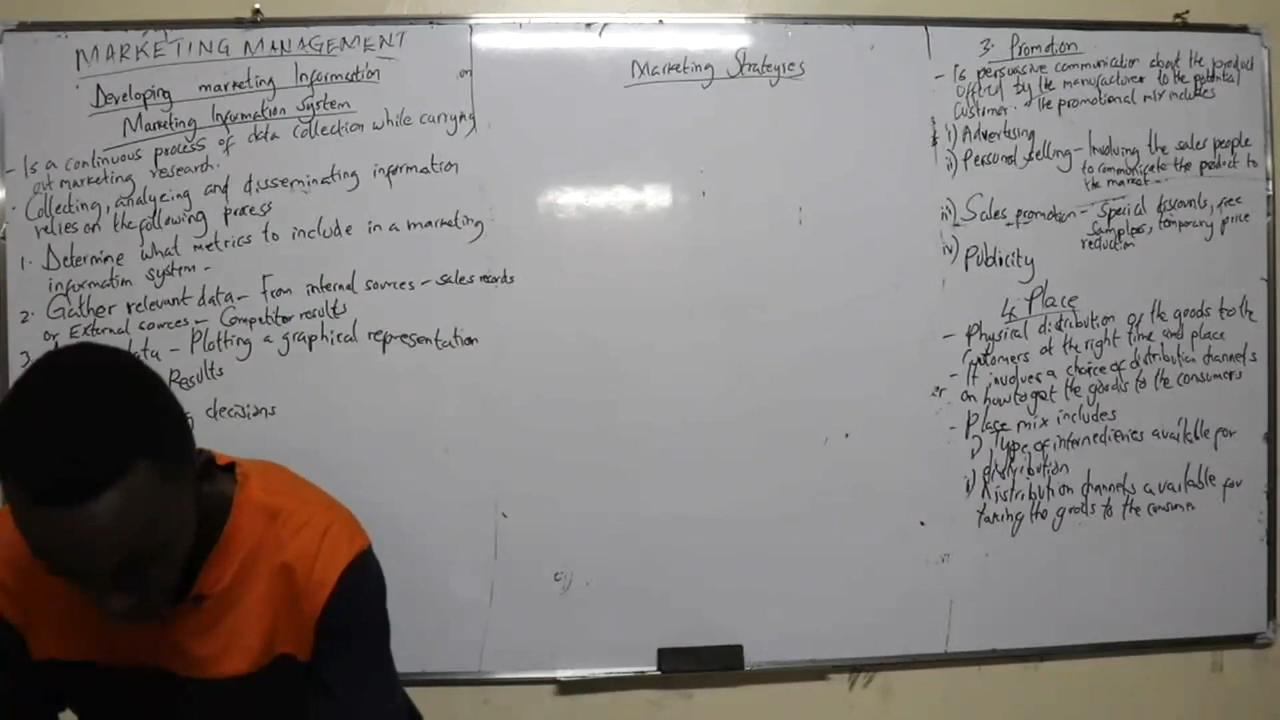 MARKETING MANAGEMENT
Developing marketing Information
Marketing Information System
- Is a continuous process of data collection while carrying
out marketing research.
Collecting, analyzing and disseminating information
relies on the following process
1. Determine what metrics to include in a marketing
information system -
2. Gather relevant data - From internal sources - sales records
or External sources - Competitor results
3. data - Plotting a graphical representation
Results
decisions
on
Marketing Strategies
3. Promotion
- Is persuasive communication about the product
offered by the manufacturer to the potential
Customer. The promotional mix includes
i) Advertising
ii) Personal selling - Involving the sales people
to communicate the product to
the market -
iii) Sales promotion - Special discounts, free
samples, temporary price
reduction
iv) Publicity
4. Place
- Physical distribution of the goods to the
Customers at the right time and place
- It involves a choice of distribution channels
on how to get the goods to the consumers
- Place mix includes
i) Type of intermedieries available for
distribution
ii) Distribution channels available for
taking the goods to the consumer